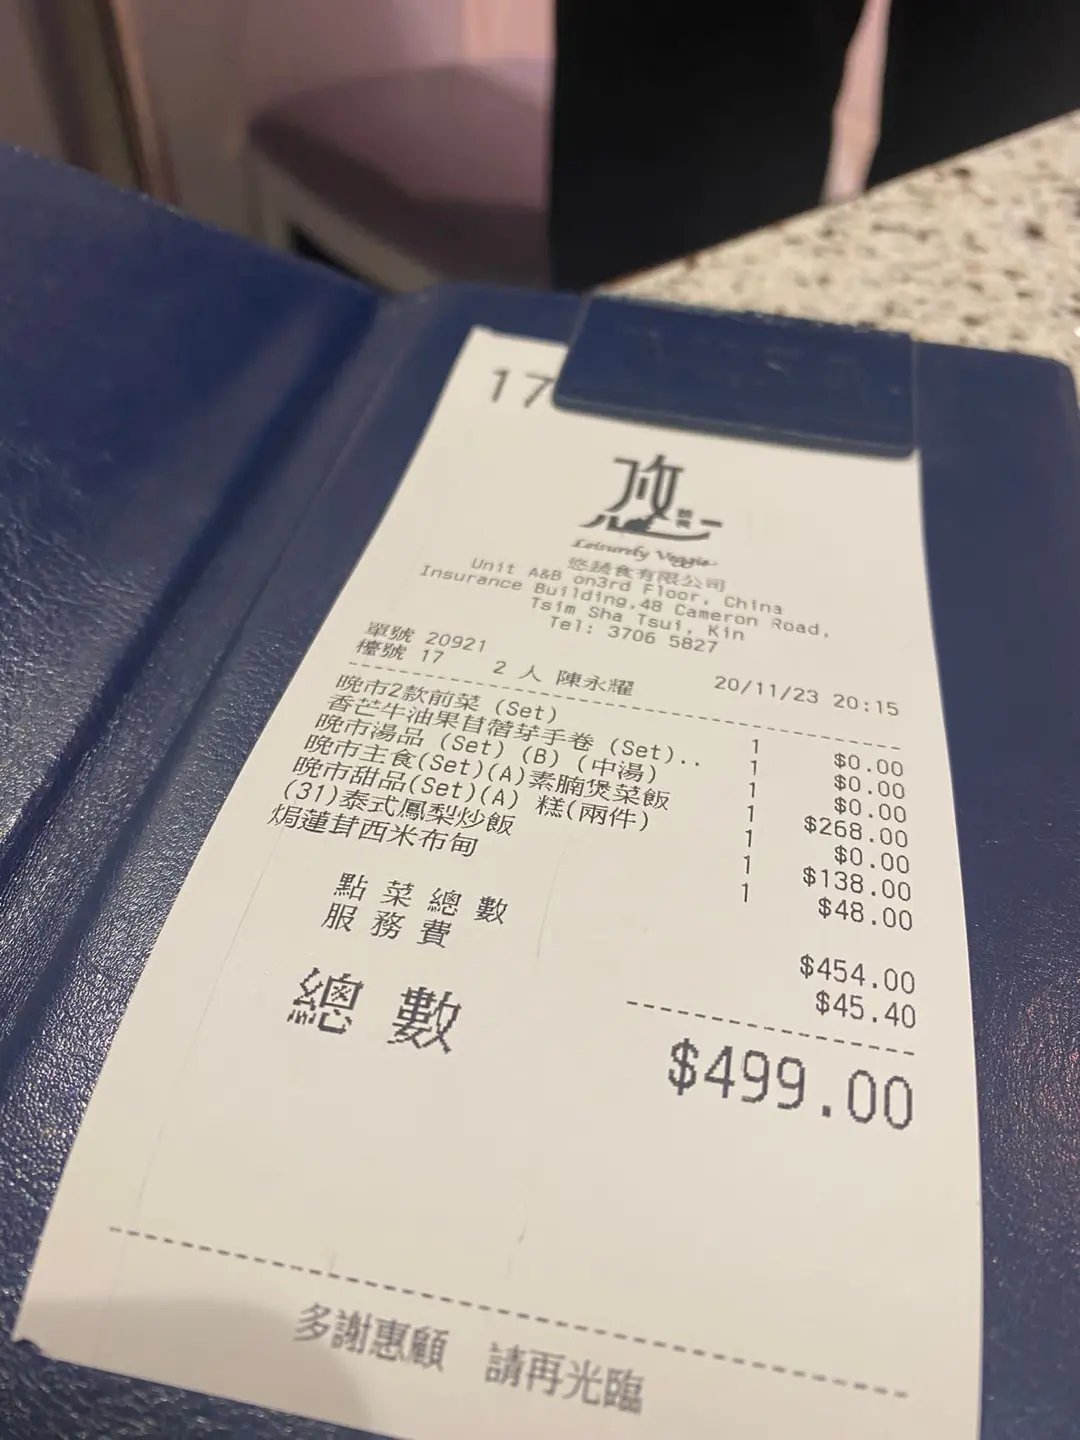 17
悠
蔬食
Leisurely Veggie
悠蔬食有限公司
Unit A&B on3rd Floor, China
Insurance Building,48 Cameron Road,
Tsim Sha Tsui, Kin
Tel: 3706 5827
單號 20921
檯號 17 2 人 陳永耀 20/11/23 20:15
晚市2款前菜 (Set) 1 $0.00
香芒牛油果苜蓿芽手卷 (Set).. 1 $0.00
晚市湯品 (Set) (B) (中湯) 1 $0.00
晚市主食(Set)(A)素腩煲菜飯 1 $268.00
晚市甜品(Set)(A) 糕(兩件) 1 $0.00
(31)泰式鳳梨炒飯 1 $138.00
焗蓮茸西米布甸 1 $48.00
點菜總數 $454.00
服務費 $45.40
總數 $499.00
多謝惠顧 請再光臨